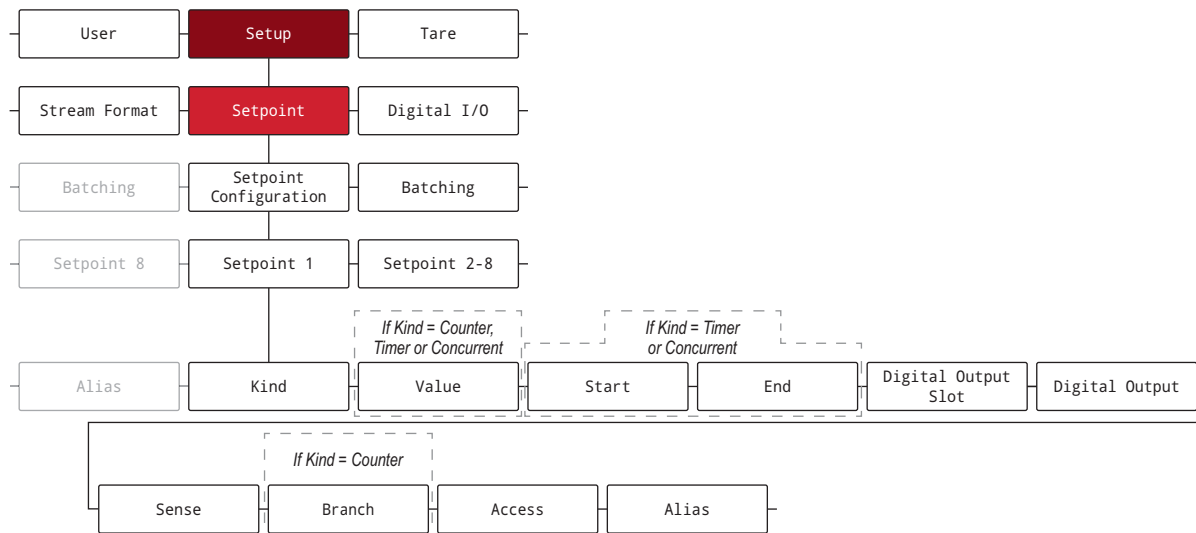 User
Setup
Tare
Stream Format
Setpoint
Digital I/O
Batching
Setpoint
Configuration
Batching
Setpoint 8
Setpoint 1
Setpoint 2-8
If Kind = Counter,
Timer or Concurrent
If Kind = Timer
or Concurrent
Alias
Kind
Value
Start
End
Digital Output
Slot
Digital Output
If Kind = Counter
Sense
Branch
Access
Alias